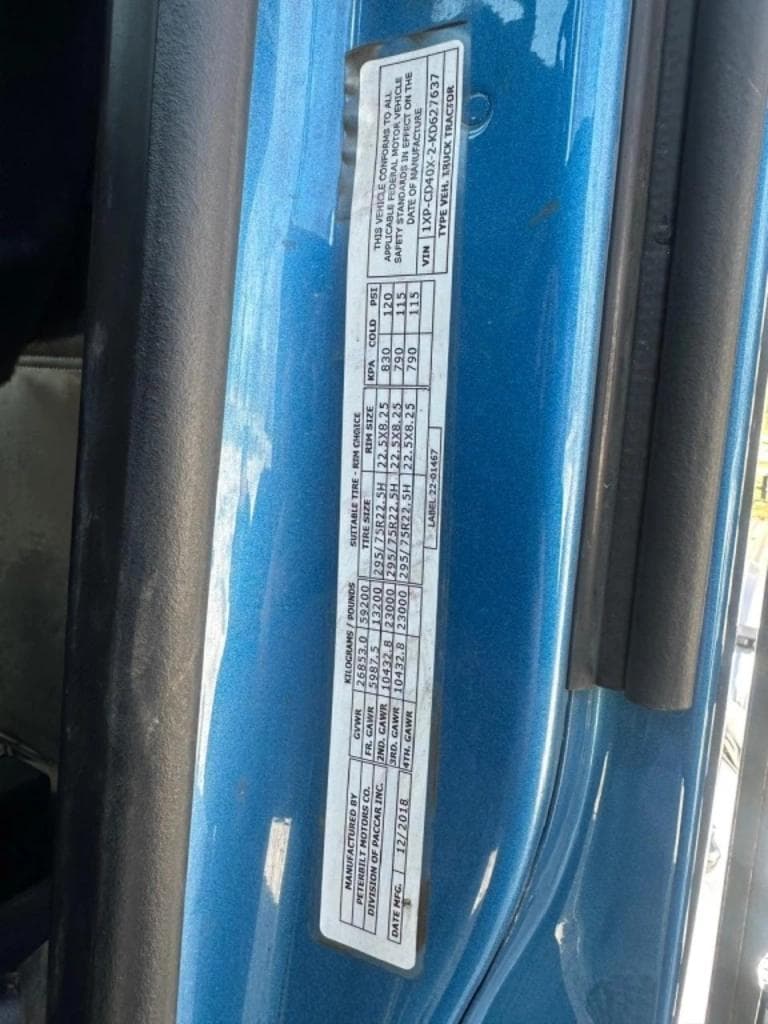 MANUFACTURED BY
PETERBILT MOTORS CO.
DIVISION OF PACCAR INC.
DATE MFG. 12/2018
KILOGRAMS / POUNDS
GVWR 26853.0 59200
FR. GAWR 5987.5 13200
2ND. GAWR 10432.8 23000
3RD. GAWR 10432.8 23000
4TH. GAWR
SUITABLE TIRE - RIM CHOICE
TIRE SIZE RIM SIZE KPA COLD PSI
295/75R22.5H 22.5X8.25 830 120
295/75R22.5H 22.5X8.25 790 115
295/75R22.5H 22.5X8.25 790 115
LABEL 22-01467
THIS VEHICLE CONFORMS TO ALL
APPLICABLE FEDERAL MOTOR VEHICLE
SAFETY STANDARDS IN EFFECT ON THE
DATE OF MANUFACTURE
VIN 1XP-CD40X-2-KD627637
TYPE VEH. TRUCK TRACTOR